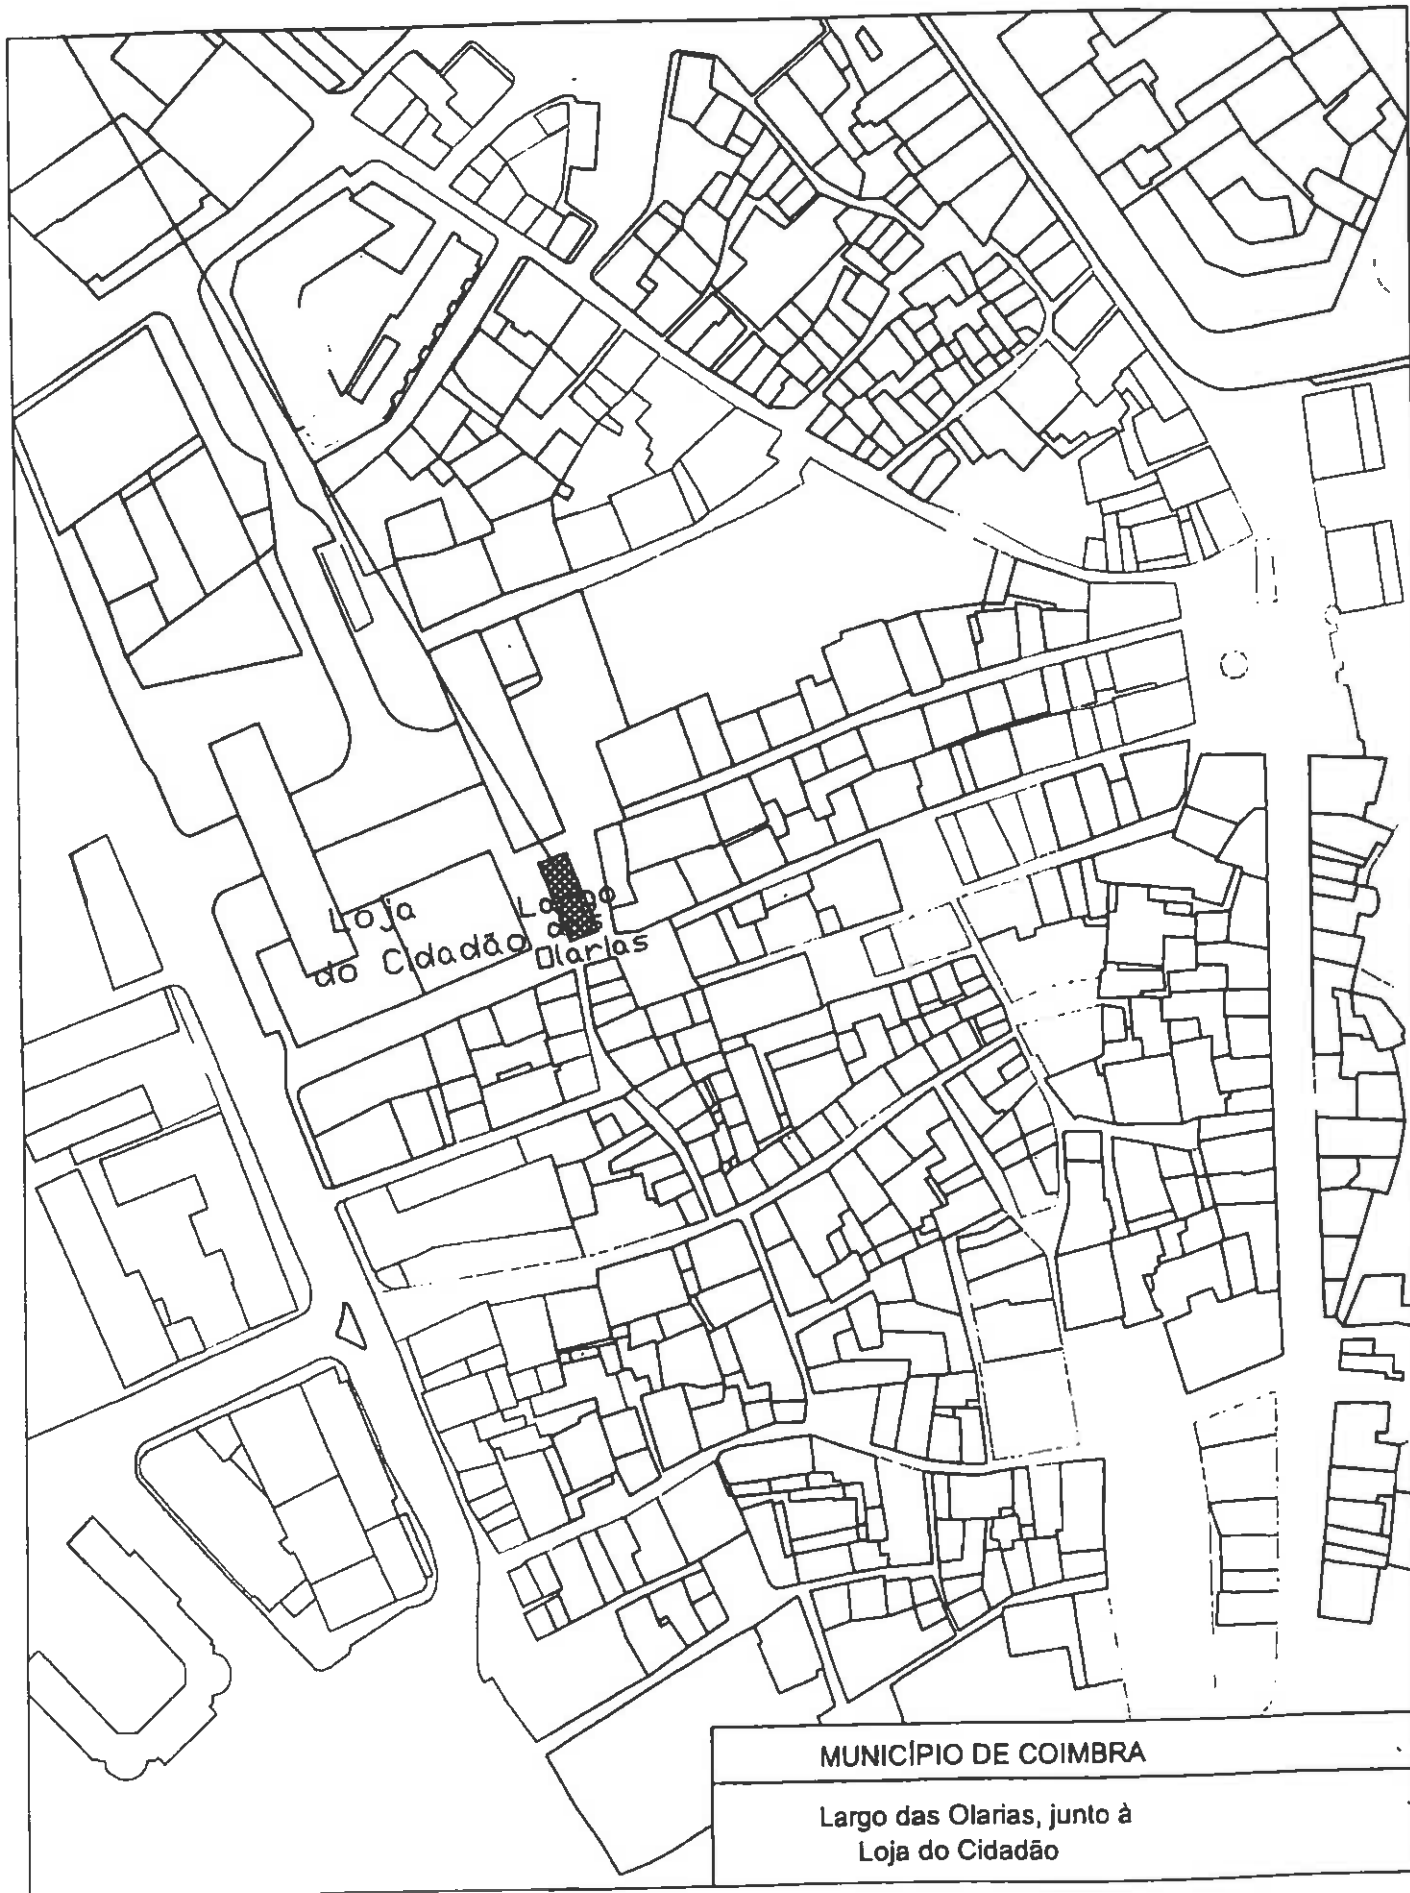 Loja
do Cidadão
Largo
das
Olarias
MUNICÍPIO DE COIMBRA
Largo das Olarias, junto à
Loja do Cidadão